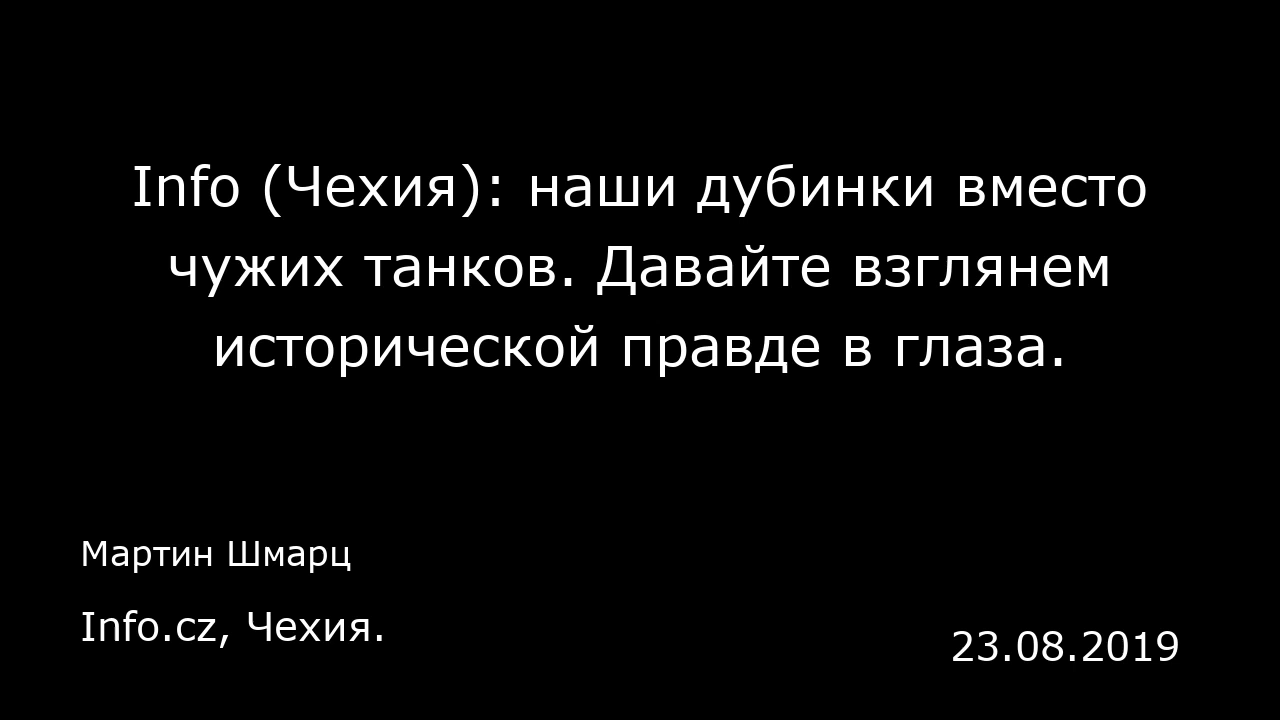 Info (Чехия): наши дубинки вместо
чужих танков. Давайте взглянем
исторической правде в глаза.
Мартин Шмарц
Info.cz, Чехия.
23.08.2019